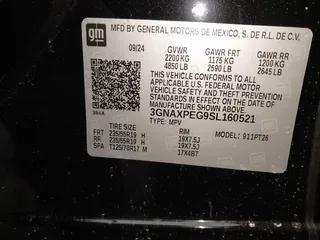 gm
MFD BY GENERAL MOTORS DE MEXICO, S. DE R.L. DE C.V.
09/24 GVWR GAWR FRT GAWR RR
2200 KG 1175 KG 1200 KG
4850 LB 2590 LB 2645 LB
THIS VEHICLE CONFORMS TO ALL
APPLICABLE U.S. FEDERAL MOTOR
VEHICLE SAFETY AND THEFT PREVENTION
STANDARDS IN EFFECT ON THE DATE OF
MANUFACTURE SHOWN ABOVE.
3GNAXPEG9SL160521
TYPE: MPV
TIRE SIZE RIM MODEL: 911PT26
FRT 235/55R19 H 19X7.5J
RR 235/55R19 H 19X7.5J
SPA T125/70R17 M 17X4BT